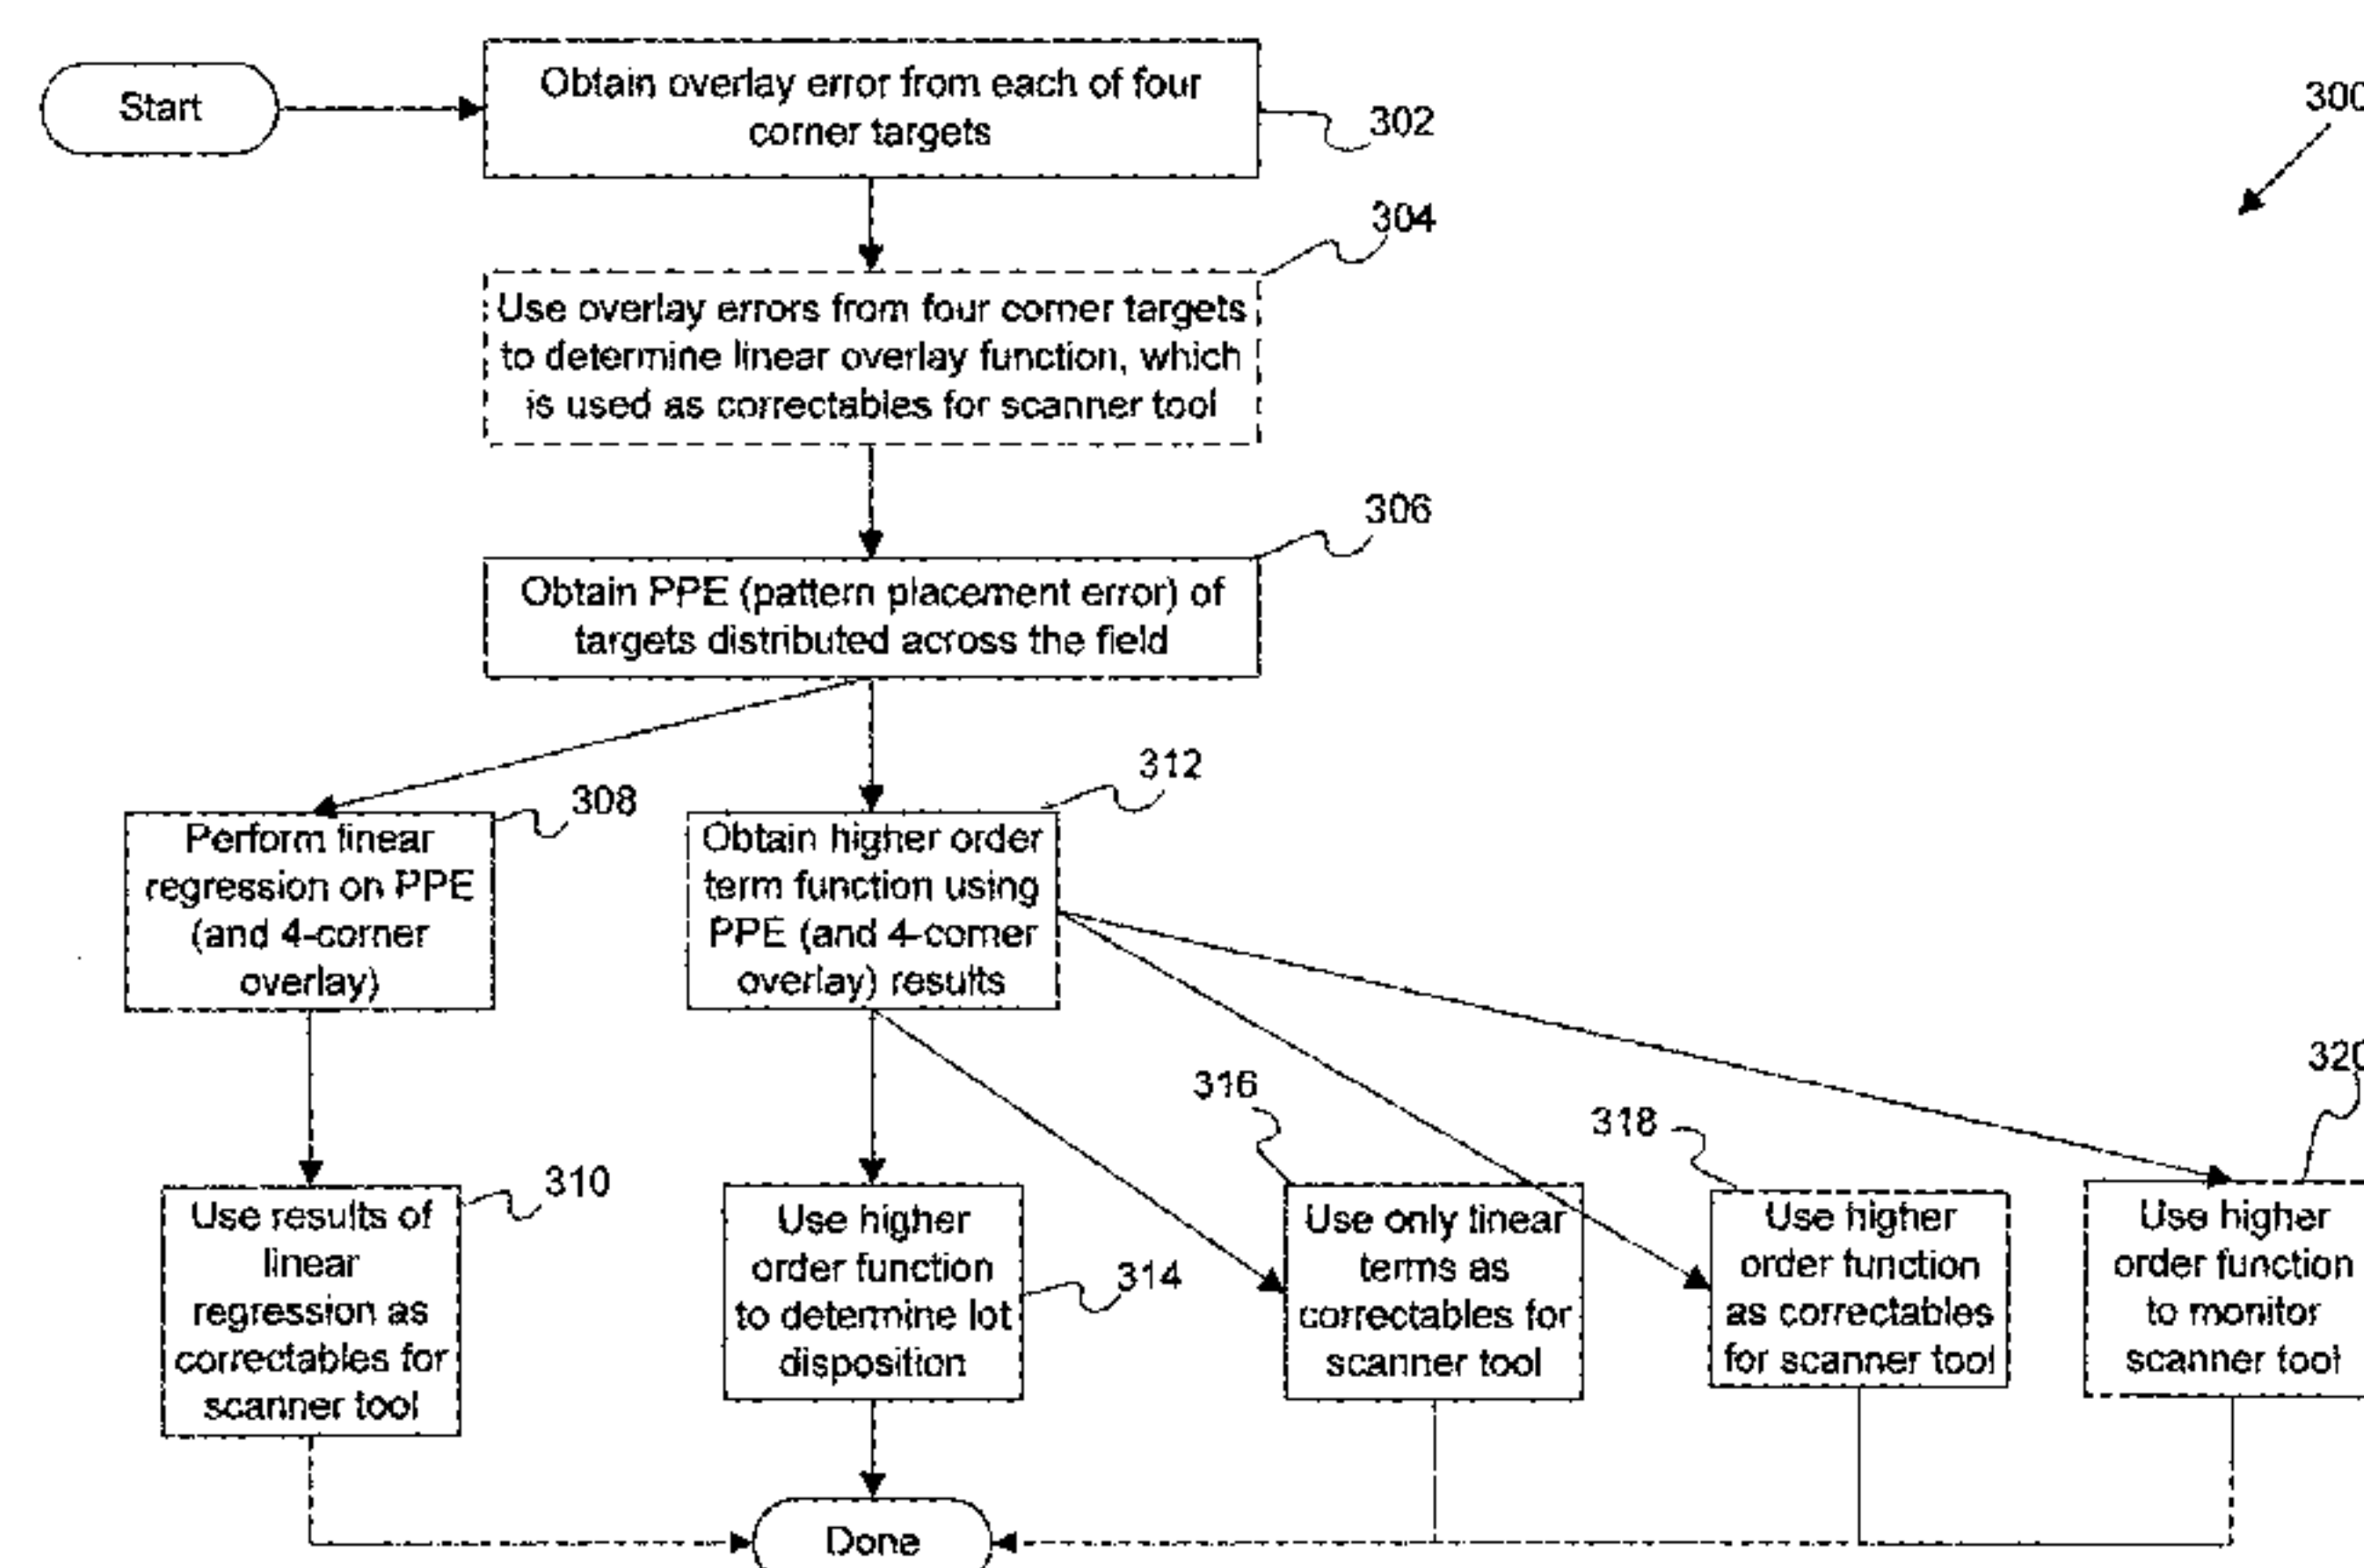 Start
Obtain overlay error from each of four
corner targets
302
300
304
Use overlay errors from four corner targets
to determine linear overlay function, which
is used as correctables for scanner tool
306
Obtain PPE (pattern placement error) of
targets distributed across the field
308
Perform linear
regression on PPE
(and 4-corner
overlay)
312
Obtain higher order
term function using
PPE (and 4-corner
overlay) results
310
Use results of
linear
regression as
correctables for
scanner tool
314
Use higher
order function
to determine lot
disposition
316
Use only linear
terms as
correctables for
scanner tool
318
Use higher
order function
as correctables
for scanner tool
320
Use higher
order function
to monitor
scanner tool
Done